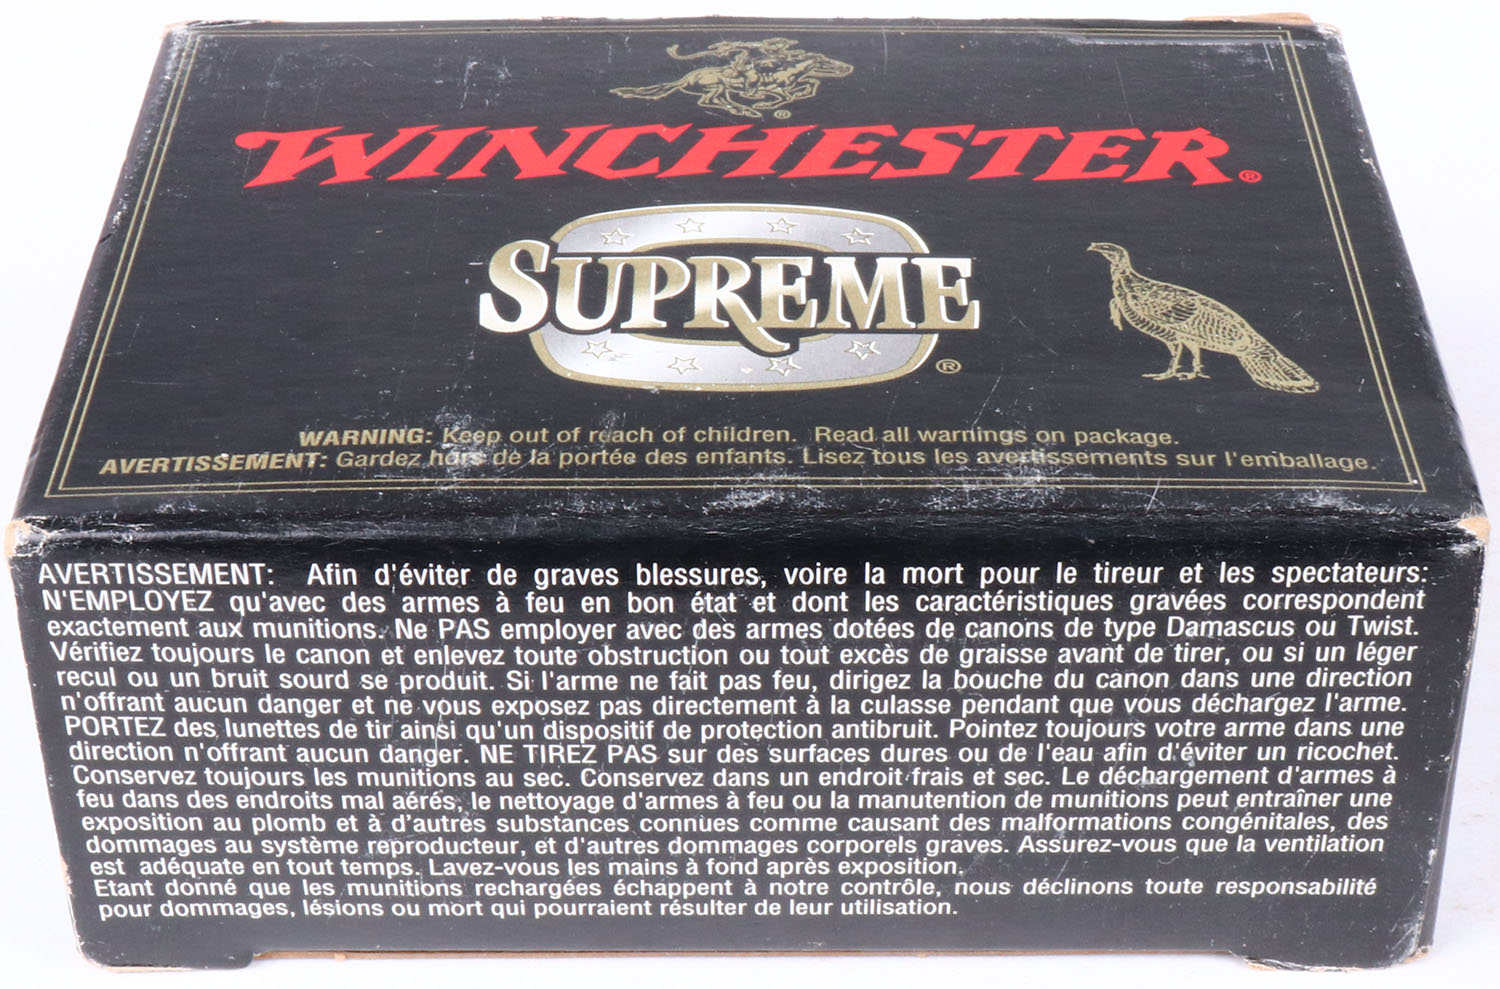 WINCHESTER®
SUPREME®
WARNING: Keep out of reach of children. Read all warnings on package.
AVERTISSEMENT: Gardez hors de la portée des enfants. Lisez tous les avertissements sur l'emballage.
AVERTISSEMENT: Afin d'éviter de graves blessures, voire la mort pour le tireur et les spectateurs:
N'EMPLOYEZ qu'avec des armes à feu en bon état et dont les caractéristiques gravées correspondent
exactement aux munitions. Ne PAS employer avec des armes dotées de canons de type Damascus ou Twist.
Vérifiez toujours le canon et enlevez toute obstruction ou tout excès de graisse avant de tirer, ou si un léger
recul ou un bruit sourd se produit. Si l'arme ne fait pas feu, dirigez la bouche du canon dans une direction
n'offrant aucun danger et ne vous exposez pas directement à la culasse pendant que vous déchargez l'arme.
PORTEZ des lunettes de tir ainsi qu'un dispositif de protection antibruit. Pointez toujours votre arme dans une
direction n'offrant aucun danger. NE TIREZ PAS sur des surfaces dures ou de l'eau afin d'éviter un ricochet.
Conservez toujours les munitions au sec. Conservez dans un endroit frais et sec. Le déchargement d'armes à
feu dans des endroits mal aérés, le nettoyage d'armes à feu ou la manutention de munitions peut entraîner une
exposition au plomb et à d'autres substances connues comme causant des malformations congénitales, des
dommages au système reproducteur, et d'autres dommages corporels graves. Assurez-vous que la ventilation
est adéquate en tout temps. Lavez-vous les mains à fond après exposition.
Etant donné que les munitions rechargées échappent à notre contrôle, nous déclinons toute responsabilité
pour dommages, lésions ou mort qui pourraient résulter de leur utilisation.